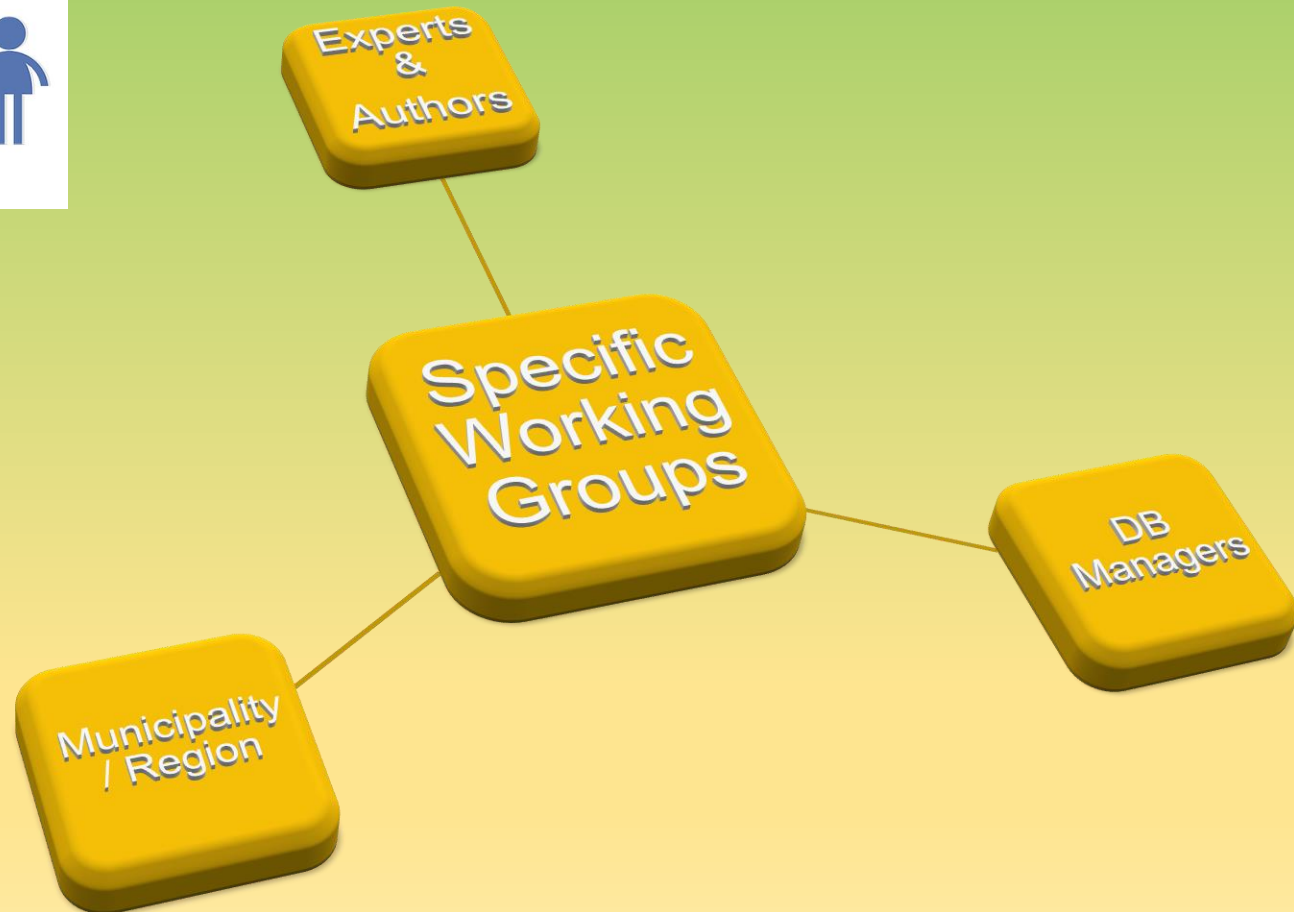 Experts
&
Authors
Specific
Working
Groups
DB
Managers
Municipality
/ Region